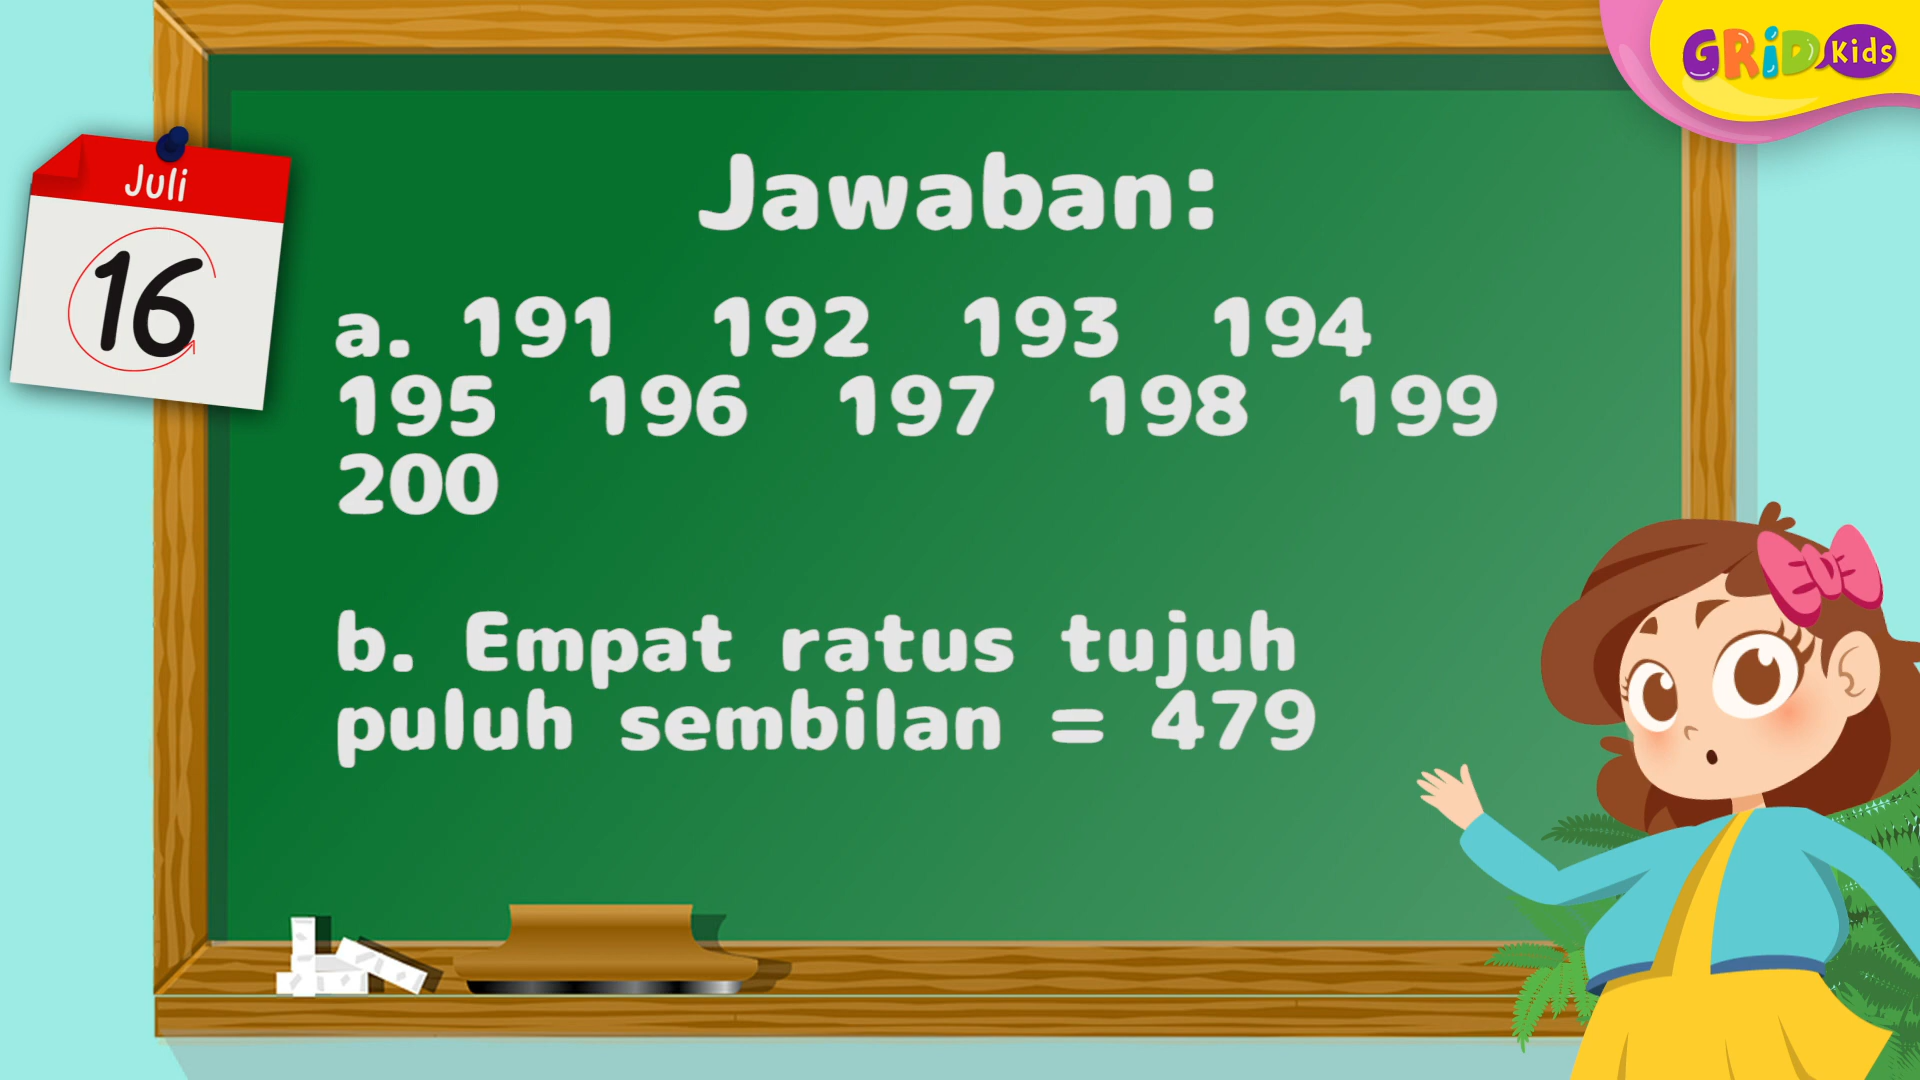 GRiD Kids
Juli
16
Jawaban:
a. 191 192 193 194
195 196 197 198 199
200
b. Empat ratus tujuh
puluh sembilan = 479